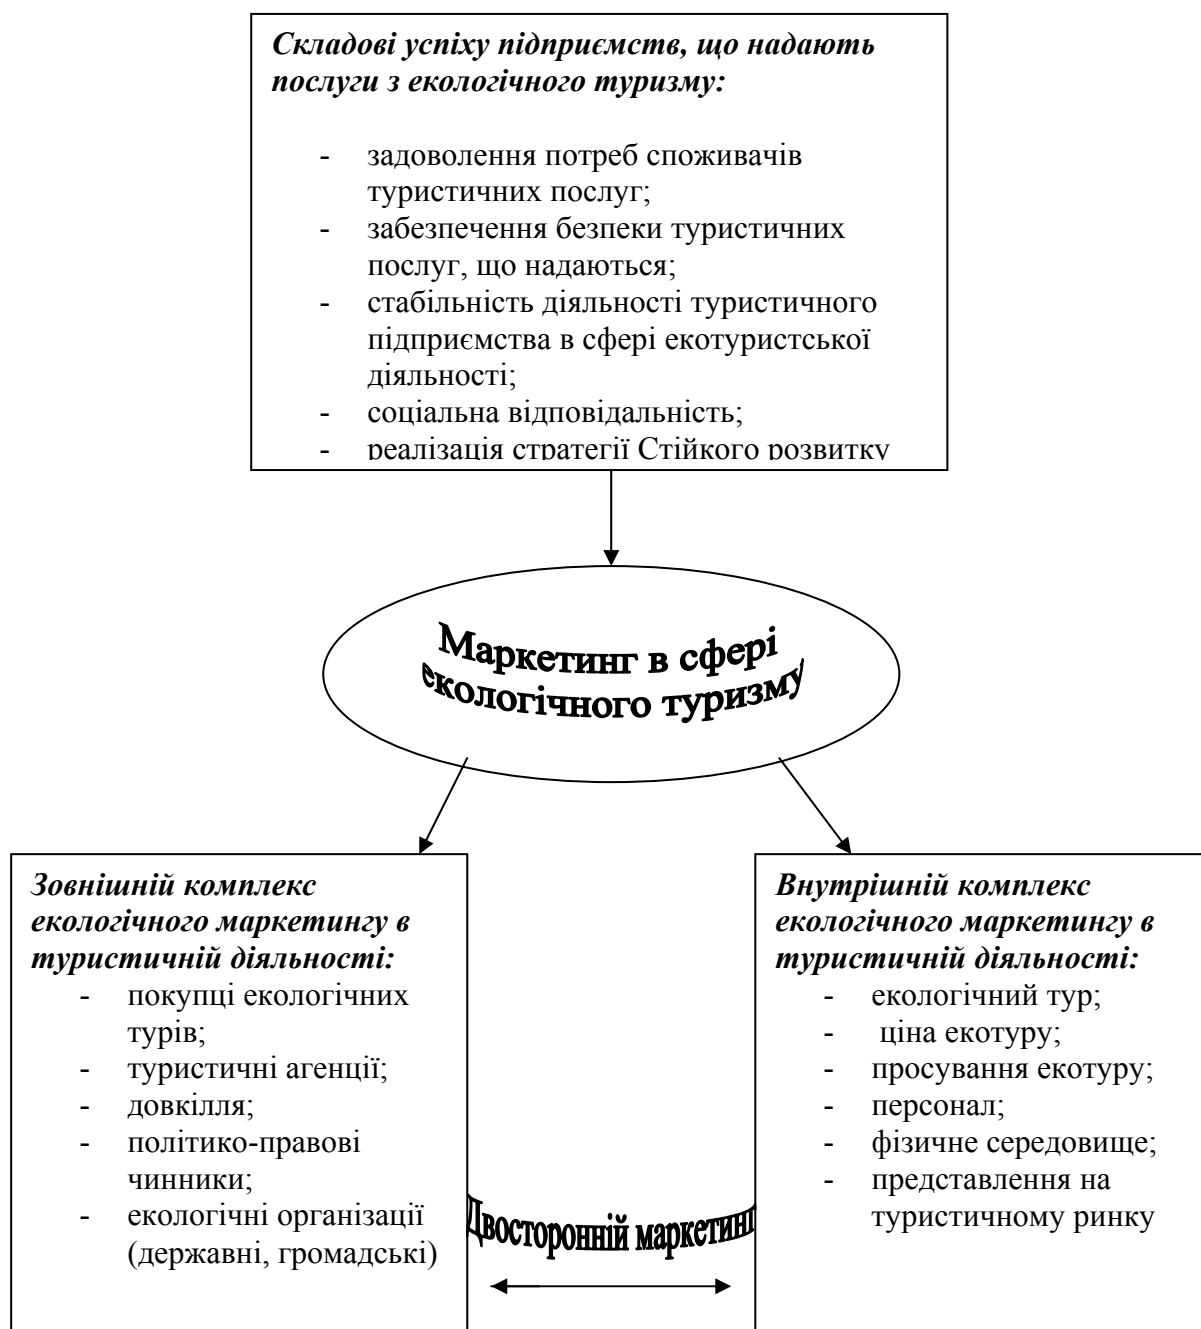 Складові успіху підприємств, що надають
послуги з екологічного туризму:
- задоволення потреб споживачів
туристичних послуг;
- забезпечення безпеки туристичних
послуг, що надаються;
- стабільність діяльності туристичного
підприємства в сфері екотуристської
діяльності;
- соціальна відповідальність;
- реалізація стратегії Стійкого розвитку
Маркетинг в сфері
екологічного туризму
Зовнішній комплекс
екологічного маркетингу в
туристичній діяльності:
- покупці екологічних
турів;
- туристичні агенції;
- довкілля;
- політико-правові
чинники;
- екологічні організації
(державні, громадські)
Внутрішній комплекс
екологічного маркетингу в
туристичній діяльності:
- екологічний тур;
- ціна екотуру;
- просування екотуру;
- персонал;
- фізичне середовище;
- представлення на
туристичному ринку
Двосторонній маркетинг